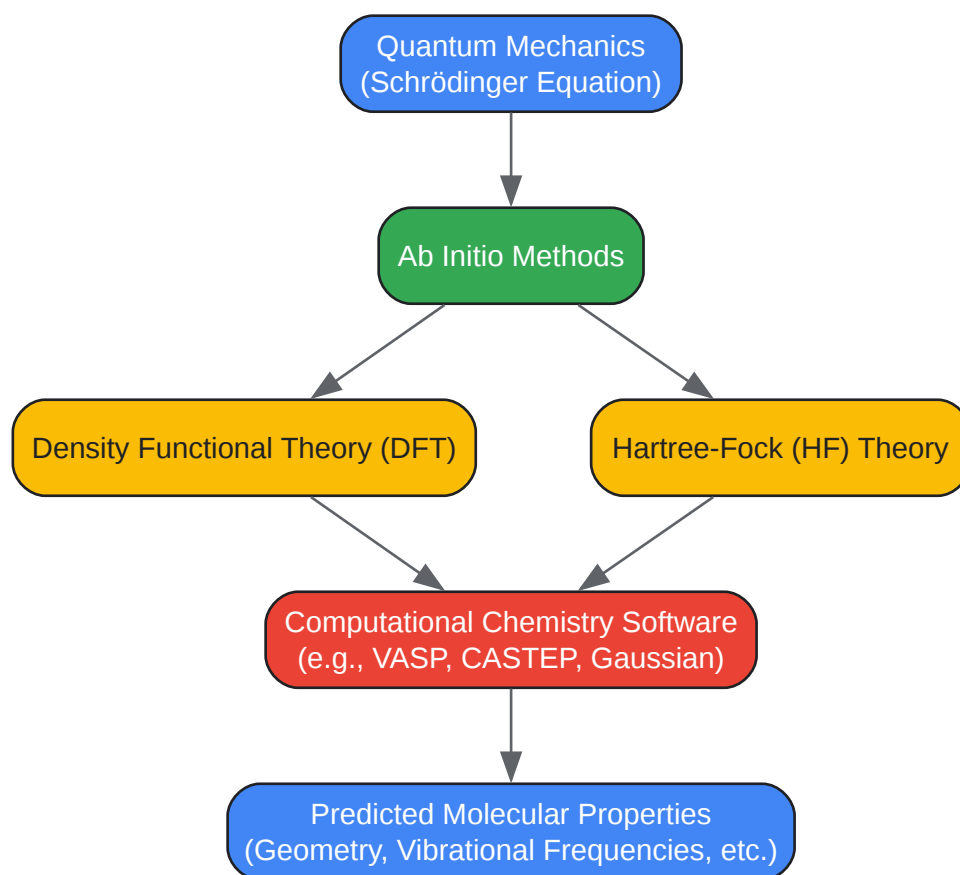 Quantum Mechanics
(Schrödinger Equation)
Ab Initio Methods
Density Functional Theory (DFT)
Hartree-Fock (HF) Theory
Computational Chemistry Software
(e.g., VASP, CASTEP, Gaussian)
Predicted Molecular Properties
(Geometry, Vibrational Frequencies, etc.)